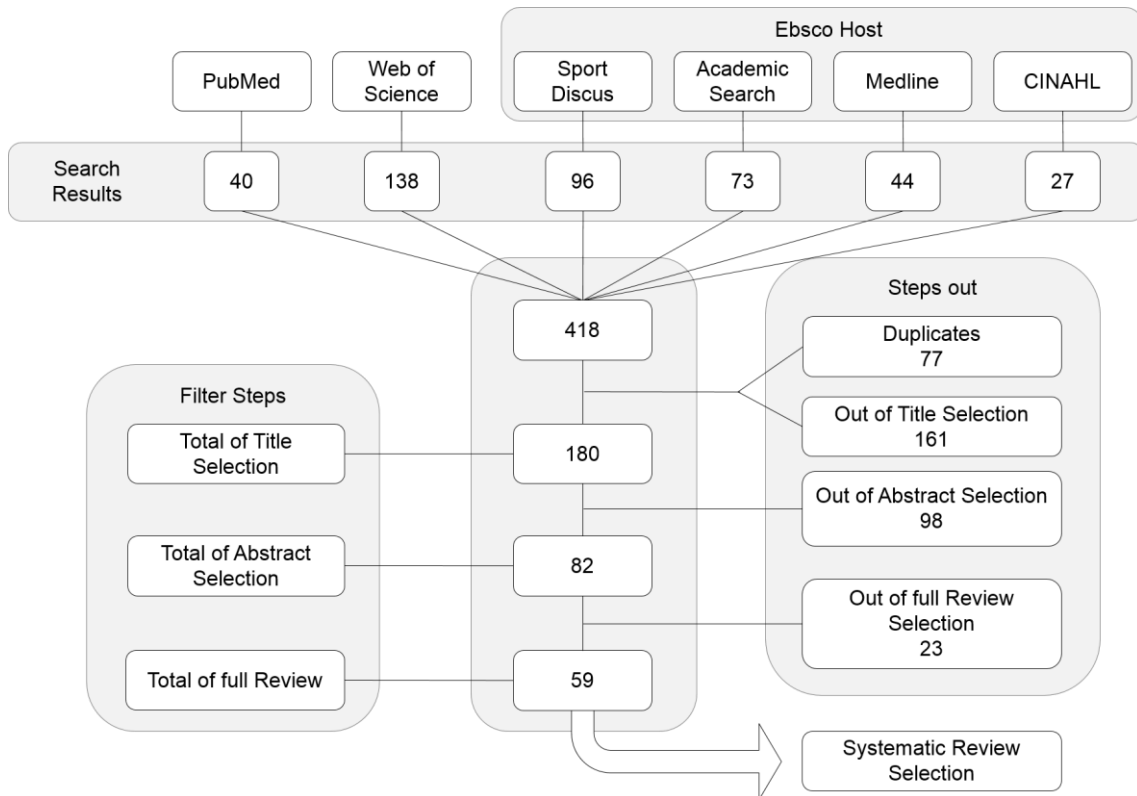 Ebsco Host
PubMed
Web of
Science
Sport
Discus
Academic
Search
Medline
CINAHL
Search
Results
40
138
96
73
44
27
418
Steps out
Duplicates
77
Out of Title Selection
161
Filter Steps
Total of Title
Selection
180
Out of Abstract Selection
98
Total of Abstract
Selection
82
Out of full Review
Selection
23
Total of full Review
59
Systematic Review
Selection